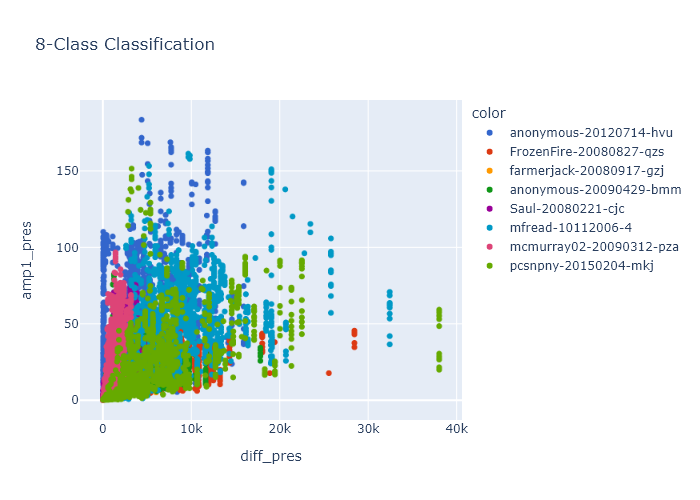 8-Class Classification
color
anonymous-20120714-hvu
FrozenFire-20080827-qzs
farmerjack-20080917-gzj
anonymous-20090429-bmm
Saul-20080221-cjc
mfread-10112006-4
mcmurray02-20090312-pza
pcsnpny-20150204-mkj
amp1_pres
150
100
50
0
0 10k 20k 30k 40k
diff_pres